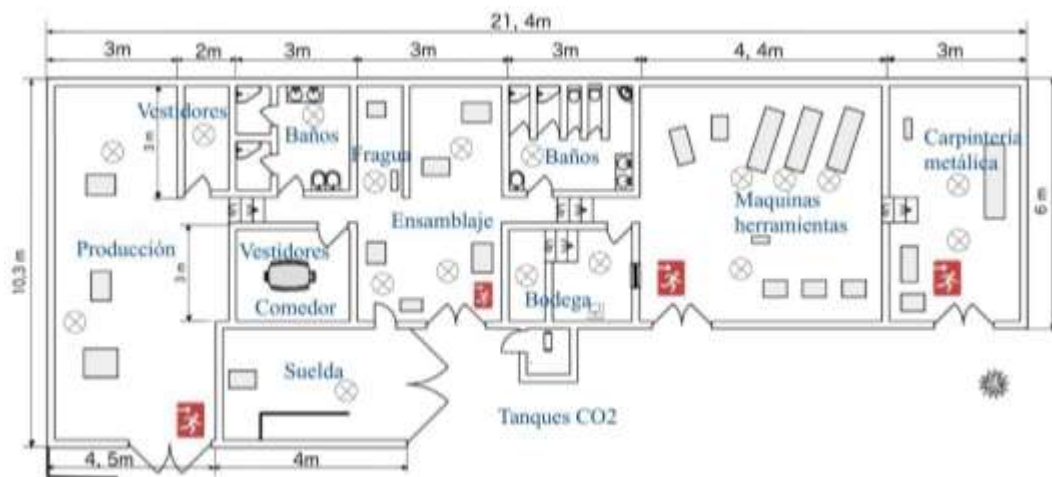 21, 4m
3m 2m 3m 3m 3m 4,4m 3m
Vestidores
3 m
Baños
Fragua
Baños
Carpintería
metálica
Maquinas
herramientas
Ensamblaje
6 m
10,3 m
Producción
3 m
Vestidores
Comedor
Bodega
Suelda
Tanques CO2
4, 5m 4m